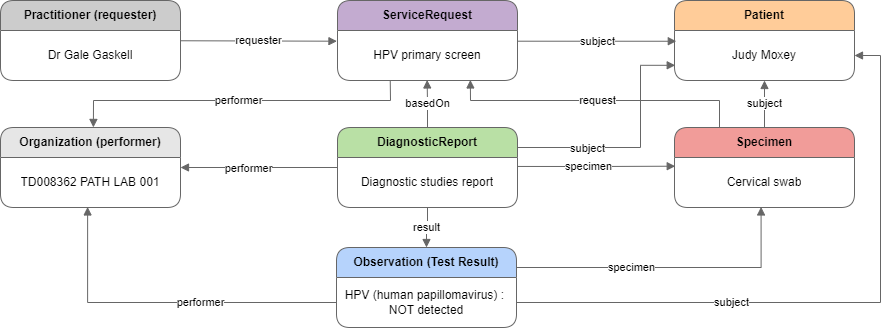 Practitioner (requester)
Dr Gale Gaskell
requester
ServiceRequest
HPV primary screen
subject
Patient
Judy Moxey
performer
basedOn
request
subject
Organization (performer)
TD008362 PATH LAB 001
performer
DiagnosticReport
Diagnostic studies report
subject
specimen
Specimen
Cervical swab
result
Observation (Test Result)
HPV (human papillomavirus) :
NOT detected
specimen
performer
subject